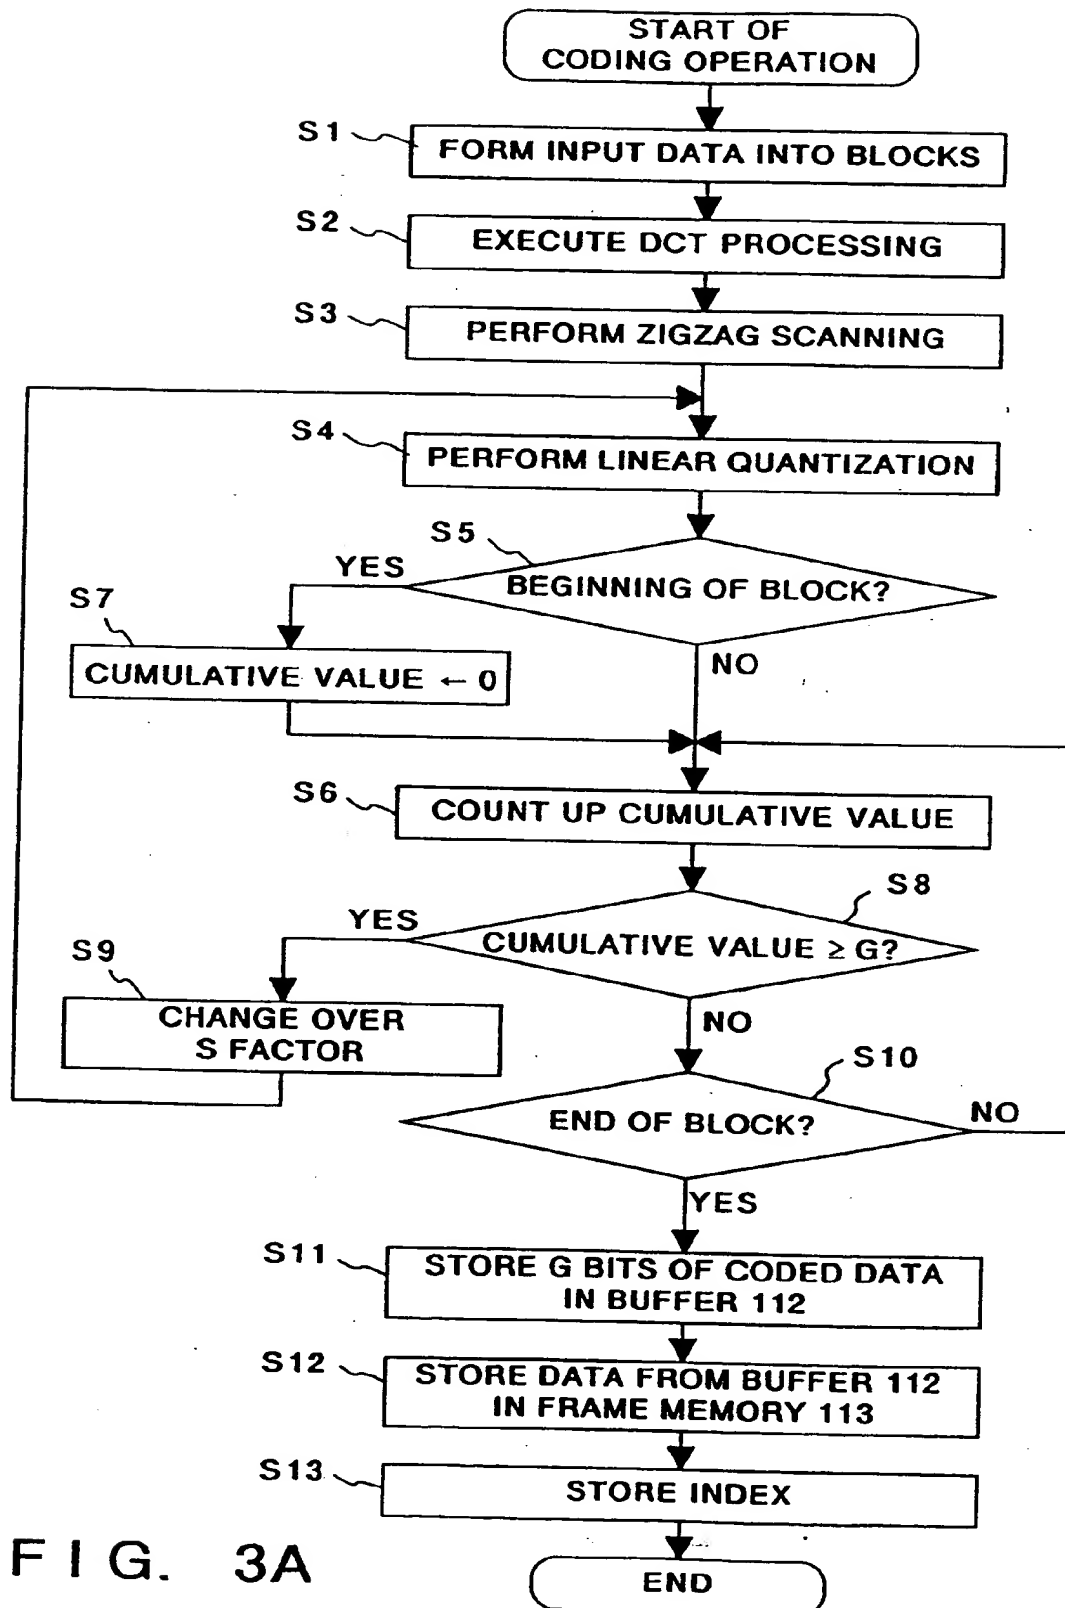 START OF
CODING OPERATION
S1
FORM INPUT DATA INTO BLOCKS
S2
EXECUTE DCT PROCESSING
S3
PERFORM ZIGZAG SCANNING
S4
PERFORM LINEAR QUANTIZATION
S5
YES
BEGINNING OF BLOCK?
S7
NO
CUMULATIVE VALUE ← 0
S6
COUNT UP CUMULATIVE VALUE
S8
YES
CUMULATIVE VALUE ≥ G?
S9
CHANGE OVER
S FACTOR
NO
S10
END OF BLOCK?
NO
YES
S11
STORE G BITS OF CODED DATA
IN BUFFER 112
S12
STORE DATA FROM BUFFER 112
IN FRAME MEMORY 113
S13
STORE INDEX
FIG. 3A
END